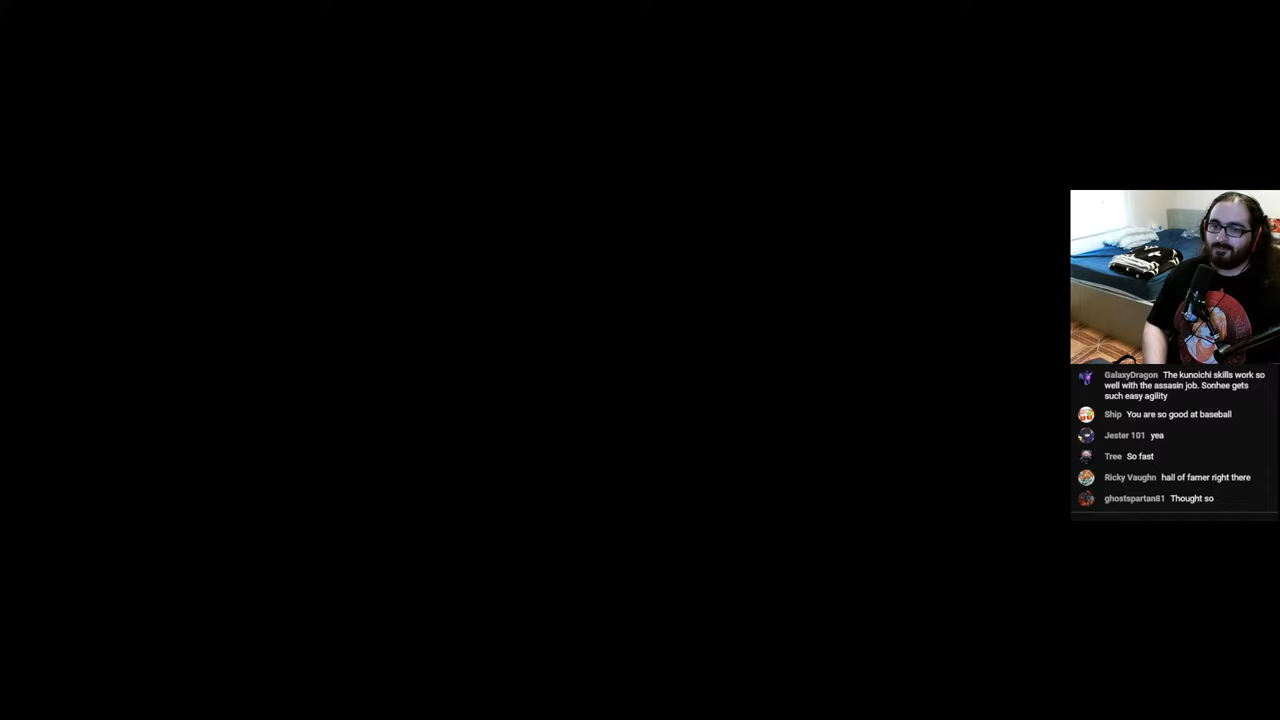 GalaxyDragon The kunoichi skills work so
well with the assasin job. Sonhee gets
such easy agility
Ship You are so good at baseball
Jester 101 yea
Tree So fast
Ricky Vaughn hall of famer right there
ghostspartan81 Thought so